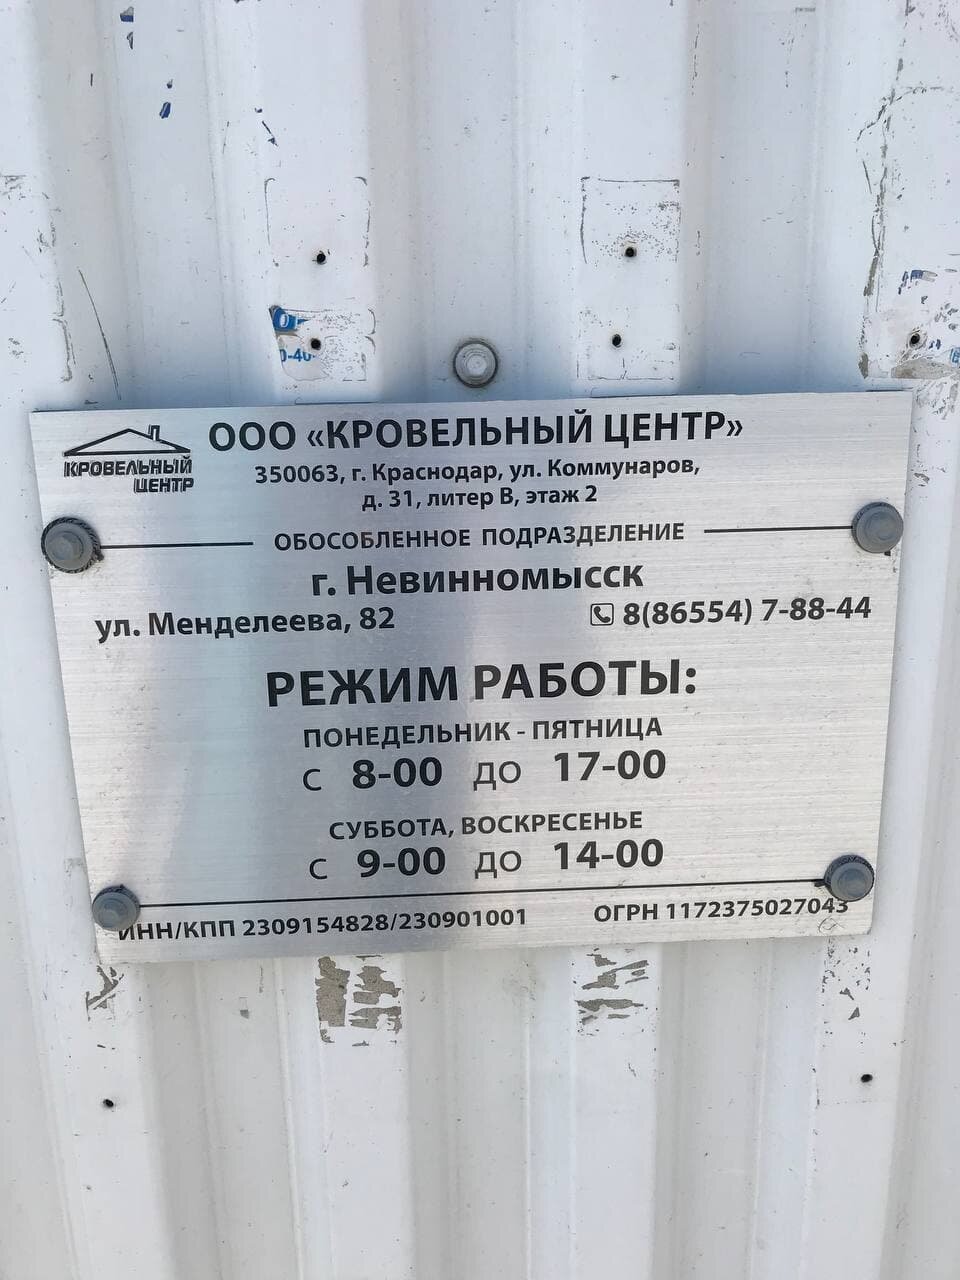 КРОВЕЛЬНЫЙ
ЦЕНТР
ООО «КРОВЕЛЬНЫЙ ЦЕНТР»
350063, г. Краснодар, ул. Коммунаров,
д. 31, литер В, этаж 2
ОБОСОБЛЕННОЕ ПОДРАЗДЕЛЕНИЕ
г. Невинномысск
ул. Менделеева, 82 8(86554) 7-88-44
РЕЖИМ РАБОТЫ:
ПОНЕДЕЛЬНИК - ПЯТНИЦА
С 8-00 ДО 17-00
СУББОТА, ВОСКРЕСЕНЬЕ
С 9-00 ДО 14-00
ИНН/КПП 2309154828/230901001 ОГРН 1172375027043